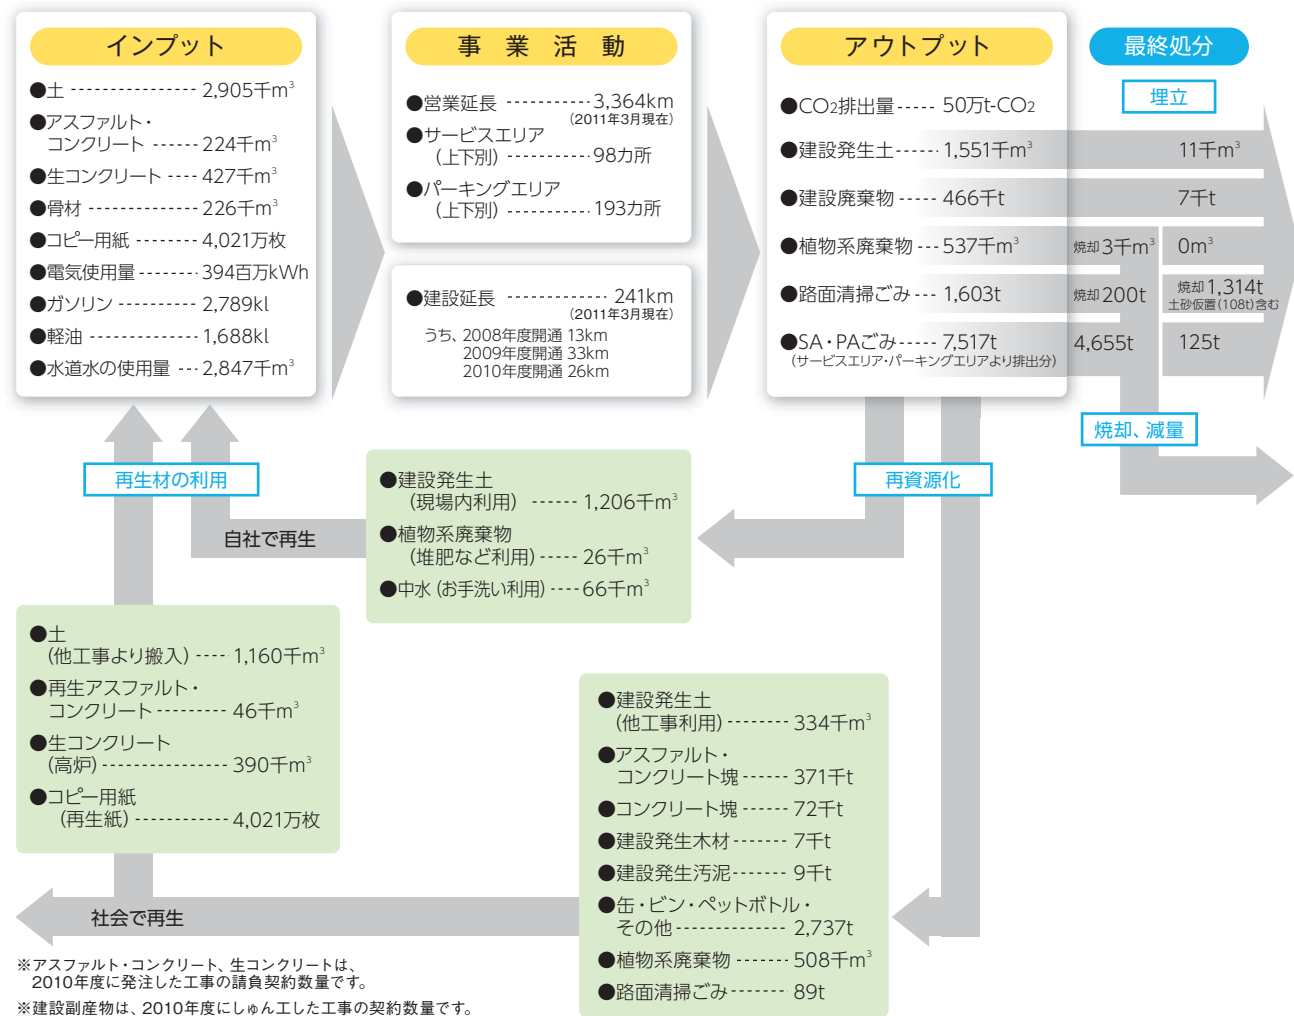 インプット
●土 ---------------- 2,905千m³
●アスファルト・
コンクリート ------ 224千m³
●生コンクリート ---- 427千m³
●骨材 ------------- 226千m³
●コピー用紙 -------- 4,021万枚
●電気使用量-------- 394百万kWh
●ガソリン ---------- 2,789kl
●軽油 ------------- 1,688kl
●水道水の使用量 --- 2,847千m³
事業活動
●営業延長 -----------3,364km
(2011年3月現在)
●サービスエリア
(上下別) -----------98カ所
●パーキングエリア
(上下別) -----------193カ所
●建設延長 ------------- 241km
(2011年3月現在)
うち、2008年度開通 13km
2009年度開通 33km
2010年度開通 26km
アウトプット
●CO2排出量----- 50万t-CO2
●建設発生土----- 1,551千m³
●建設廃棄物 ----- 466千t
●植物系廃棄物 --- 537千m³
●路面清掃ごみ--- 1,603t
●SA・PAごみ----- 7,517t
(サービスエリア・パーキングエリアより排出分)
最終処分
埋立
11千m³
7千t
焼却 3千m³ 0m³
焼却 200t 焼却 1,314t
土砂仮置(108t)含む
4,655t 125t
焼却、減量
再生材の利用
再資源化
自社で再生
●建設発生土
(現場内利用) ------ 1,206千m³
●植物系廃棄物
(堆肥など利用) ----- 26千m³
●中水 (お手洗い利用) ---- 66千m³
●土
(他工事より搬入) ---- 1,160千m³
●再生アスファルト・
コンクリート --------- 46千m³
●生コンクリート
(高炉) ---------------- 390千m³
●コピー用紙
(再生紙) ------------ 4,021万枚
●建設発生土
(他工事利用) -------- 334千m³
●アスファルト・
コンクリート塊 ------ 371千t
●コンクリート塊 ------ 72千t
●建設発生木材 ------- 7千t
●建設発生汚泥------- 9千t
●缶・ビン・ペットボトル・
その他 -------------- 2,737t
●植物系廃棄物 ------- 508千m³
●路面清掃ごみ------- 89t
社会で再生
※アスファルト・コンクリート、生コンクリートは、
2010年度に発注した工事の請負契約数量です。
※建設副産物は、2010年度にしゅん工した工事の契約数量です。